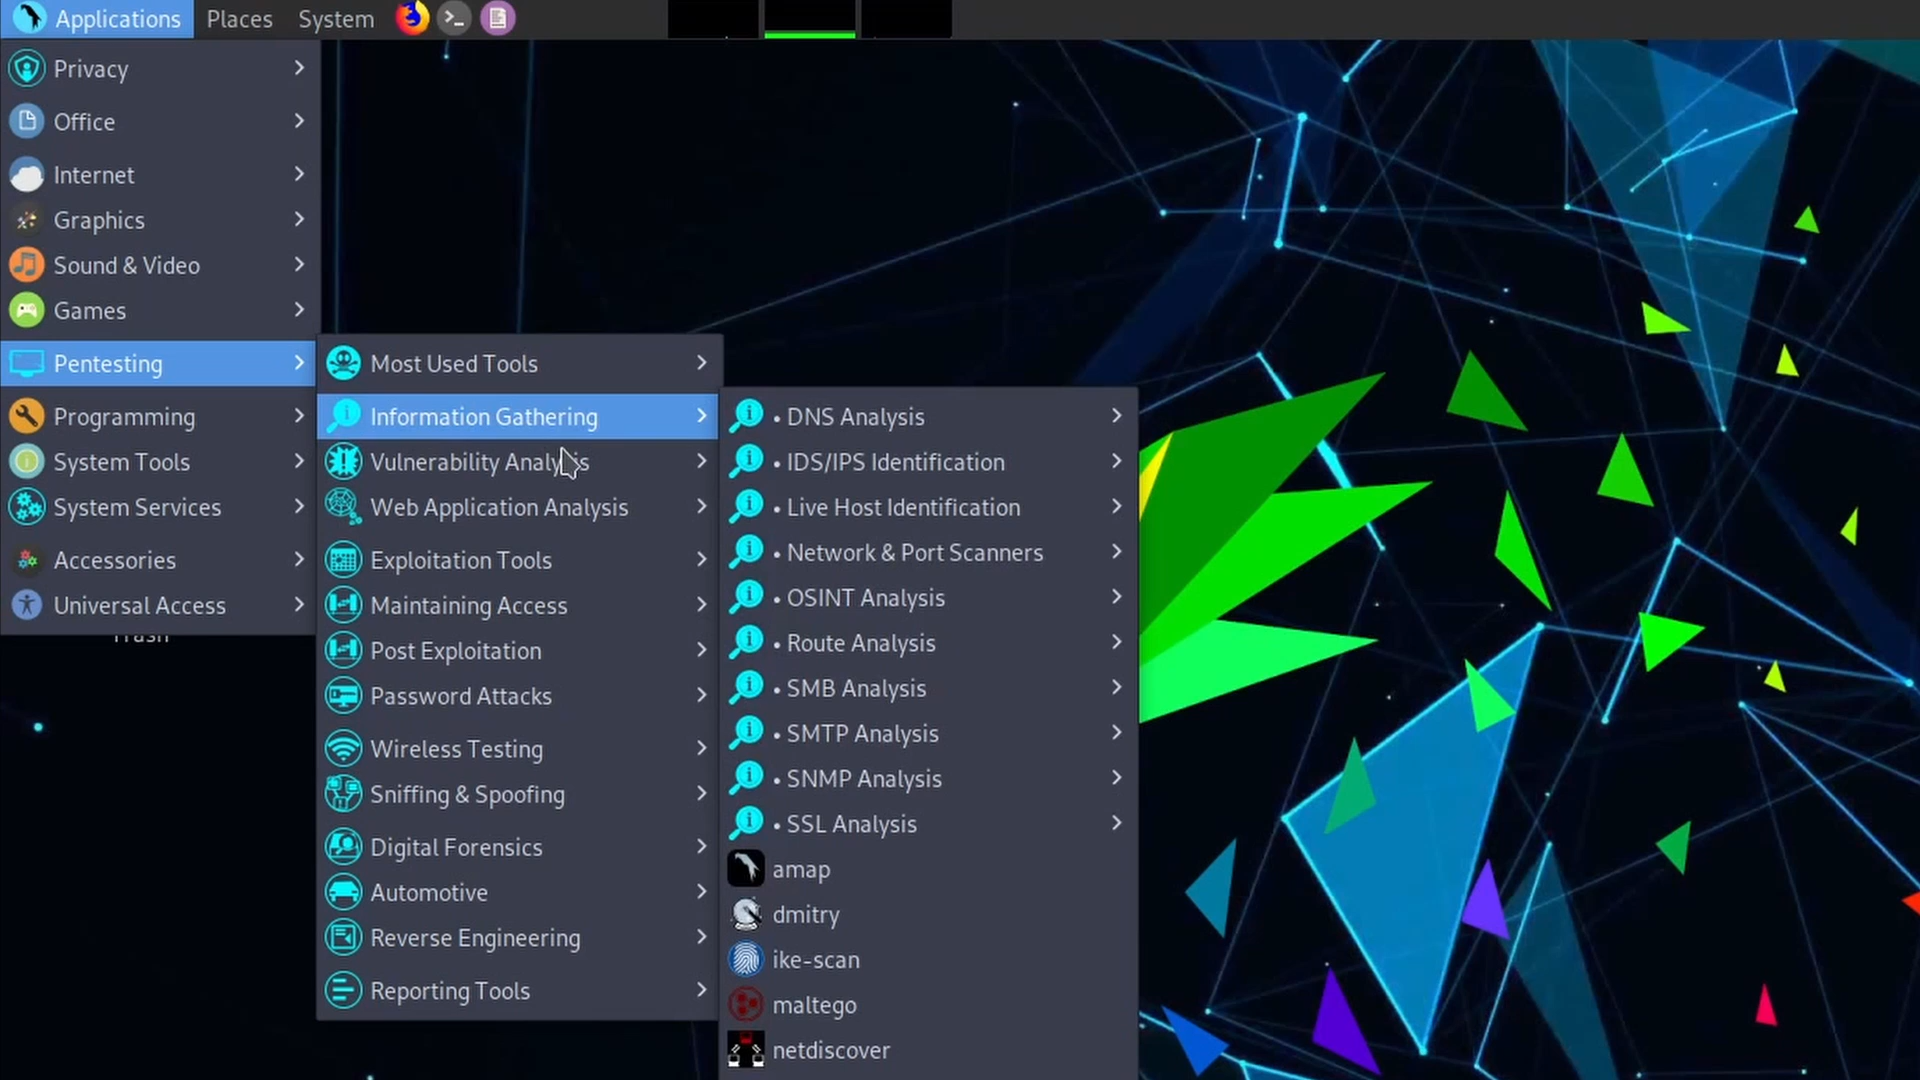 Applications Places System
Privacy
Office
Internet
Graphics
Sound & Video
Games
Pentesting
Programming
System Tools
System Services
Accessories
Universal Access
Trash
Most Used Tools
Information Gathering
Vulnerability Analysis
Web Application Analysis
Exploitation Tools
Maintaining Access
Post Exploitation
Password Attacks
Wireless Testing
Sniffing & Spoofing
Digital Forensics
Automotive
Reverse Engineering
Reporting Tools
• DNS Analysis
• IDS/IPS Identification
• Live Host Identification
• Network & Port Scanners
• OSINT Analysis
• Route Analysis
• SMB Analysis
• SMTP Analysis
• SNMP Analysis
• SSL Analysis
amap
dmitry
ike-scan
maltego
netdiscover